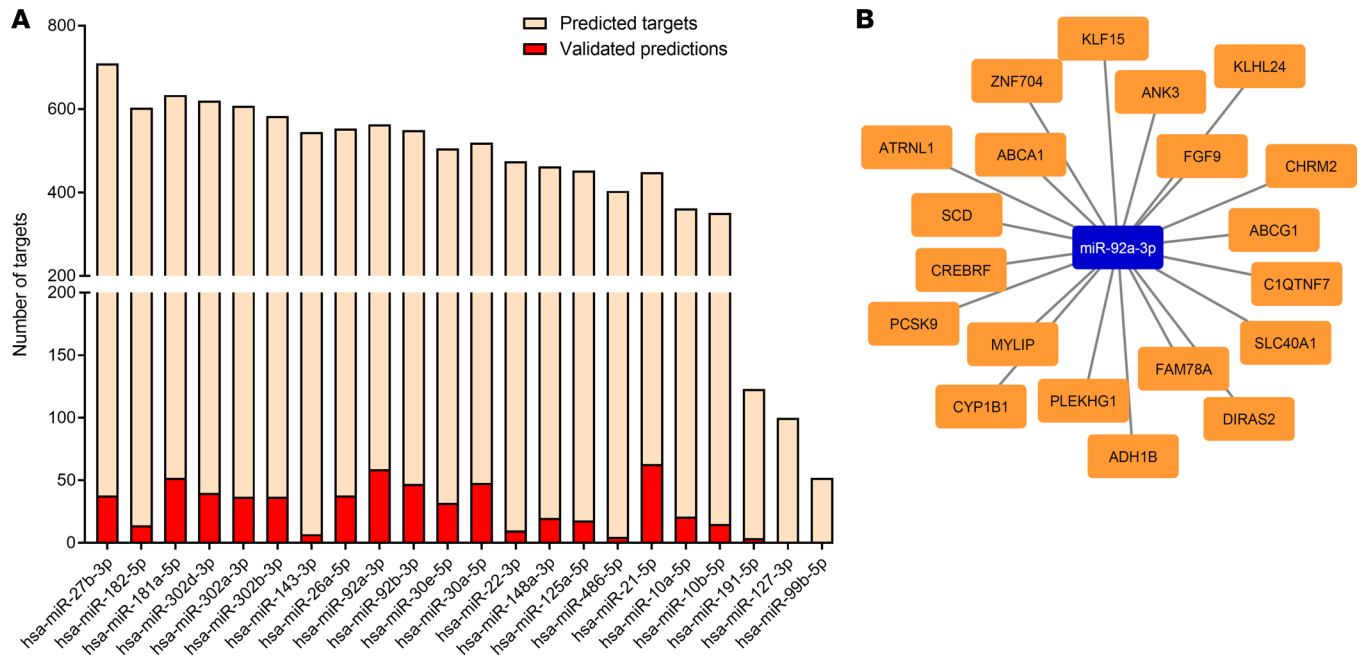 A
Predicted targets
Validated predictions
Number of targets
800
600
400
200
200
150
100
50
0
hsa-miR-27b-3p
hsa-miR-182-5p
hsa-miR-181a-5p
hsa-miR-302d-3p
hsa-miR-302a-3p
hsa-miR-302b-3p
hsa-miR-143-3p
hsa-miR-26a-5p
hsa-miR-92a-3p
hsa-miR-92b-3p
hsa-miR-30e-5p
hsa-miR-30a-5p
hsa-miR-22-3p
hsa-miR-148a-3p
hsa-miR-125a-5p
hsa-miR-486-5p
hsa-miR-21-5p
hsa-miR-10a-5p
hsa-miR-10b-5p
hsa-miR-191-5p
hsa-miR-127-3p
hsa-miR-99b-5p
B
KLF15
KLHL24
ZNF704
ANK3
ATRNL1
ABCA1
FGF9
CHRM2
SCD
ABCG1
miR-92a-3p
CREBRF
C1QTNF7
PCSK9
MYLIP
SLC40A1
FAM78A
CYP1B1
PLEKHG1
DIRAS2
ADH1B